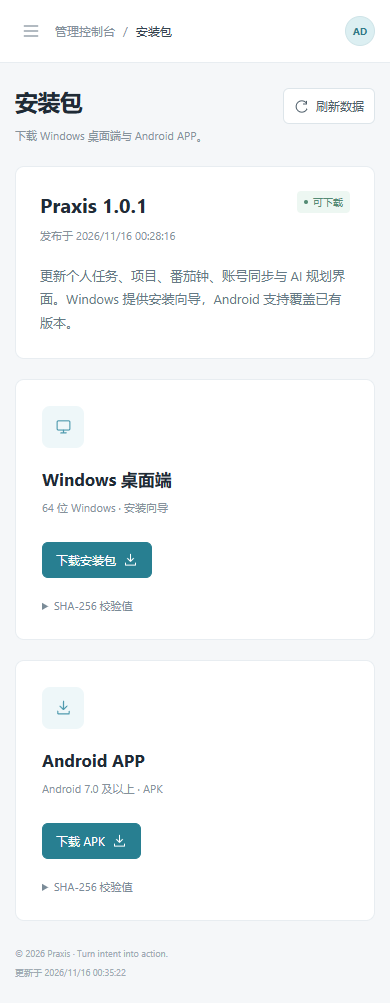 管理控制台 / 安装包
AD
安装包
刷新数据
下载 Windows 桌面端与 Android APP。
Praxis 1.0.1
可下载
发布于 2026/11/16 00:28:16
更新个人任务、项目、番茄钟、账号同步与 AI 规划界
面。Windows 提供安装向导，Android 支持覆盖已有
版本。
Windows 桌面端
64 位 Windows · 安装向导
下载安装包
SHA-256 校验值
Android APP
Android 7.0 及以上 · APK
下载 APK
SHA-256 校验值
© 2026 Praxis · Turn intent into action.
更新于 2026/11/16 00:35:22